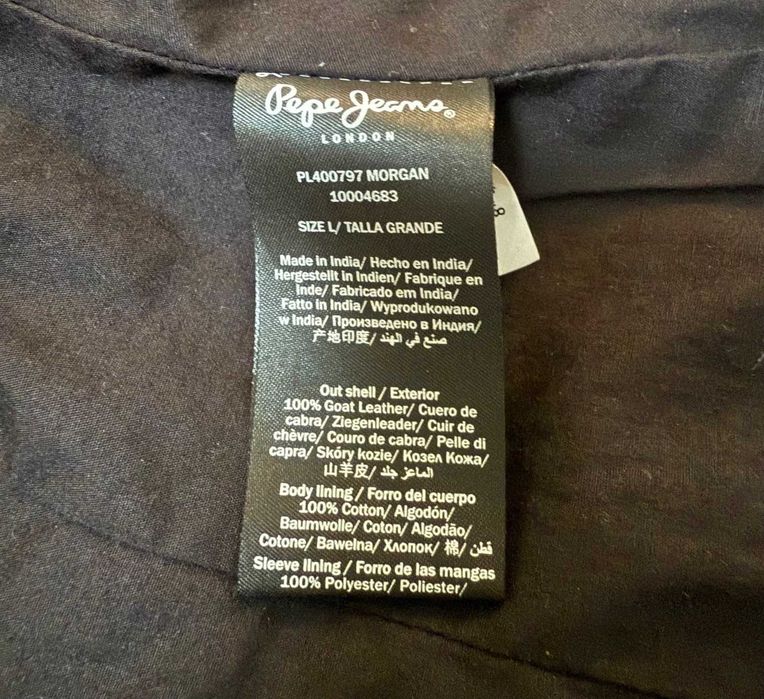 Pepe Jeans®
LONDON
PL400797 MORGAN
10004683
SIZE L/ TALLA GRANDE
Made in India/ Hecho en India/
Hergestellt in Indien/ Fabrique en
Inde/ Fabricado em India/
Fatto in India/ Wyprodukowano
w India/ Произведено в Индия/
产地印度/ صنع في الهند/
Out shell / Exterior
100% Goat Leather/ Cuero de
cabra/ Ziegenleader/ Cuir de
chèvre/ Couro de cabra/ Pelle di
capra/ Skóry kozie/ Козел Кожа/
山羊皮/ الماعز جلد/
Body lining / Forro del cuerpo
100% Cotton/ Algodón/
Baumwolle/ Coton/ Algodão/
Cotone/ Bawełna/ Хлопок/ 棉/ قطن/
Sleeve lining / Forro de las mangas
100% Polyester/ Poliester/